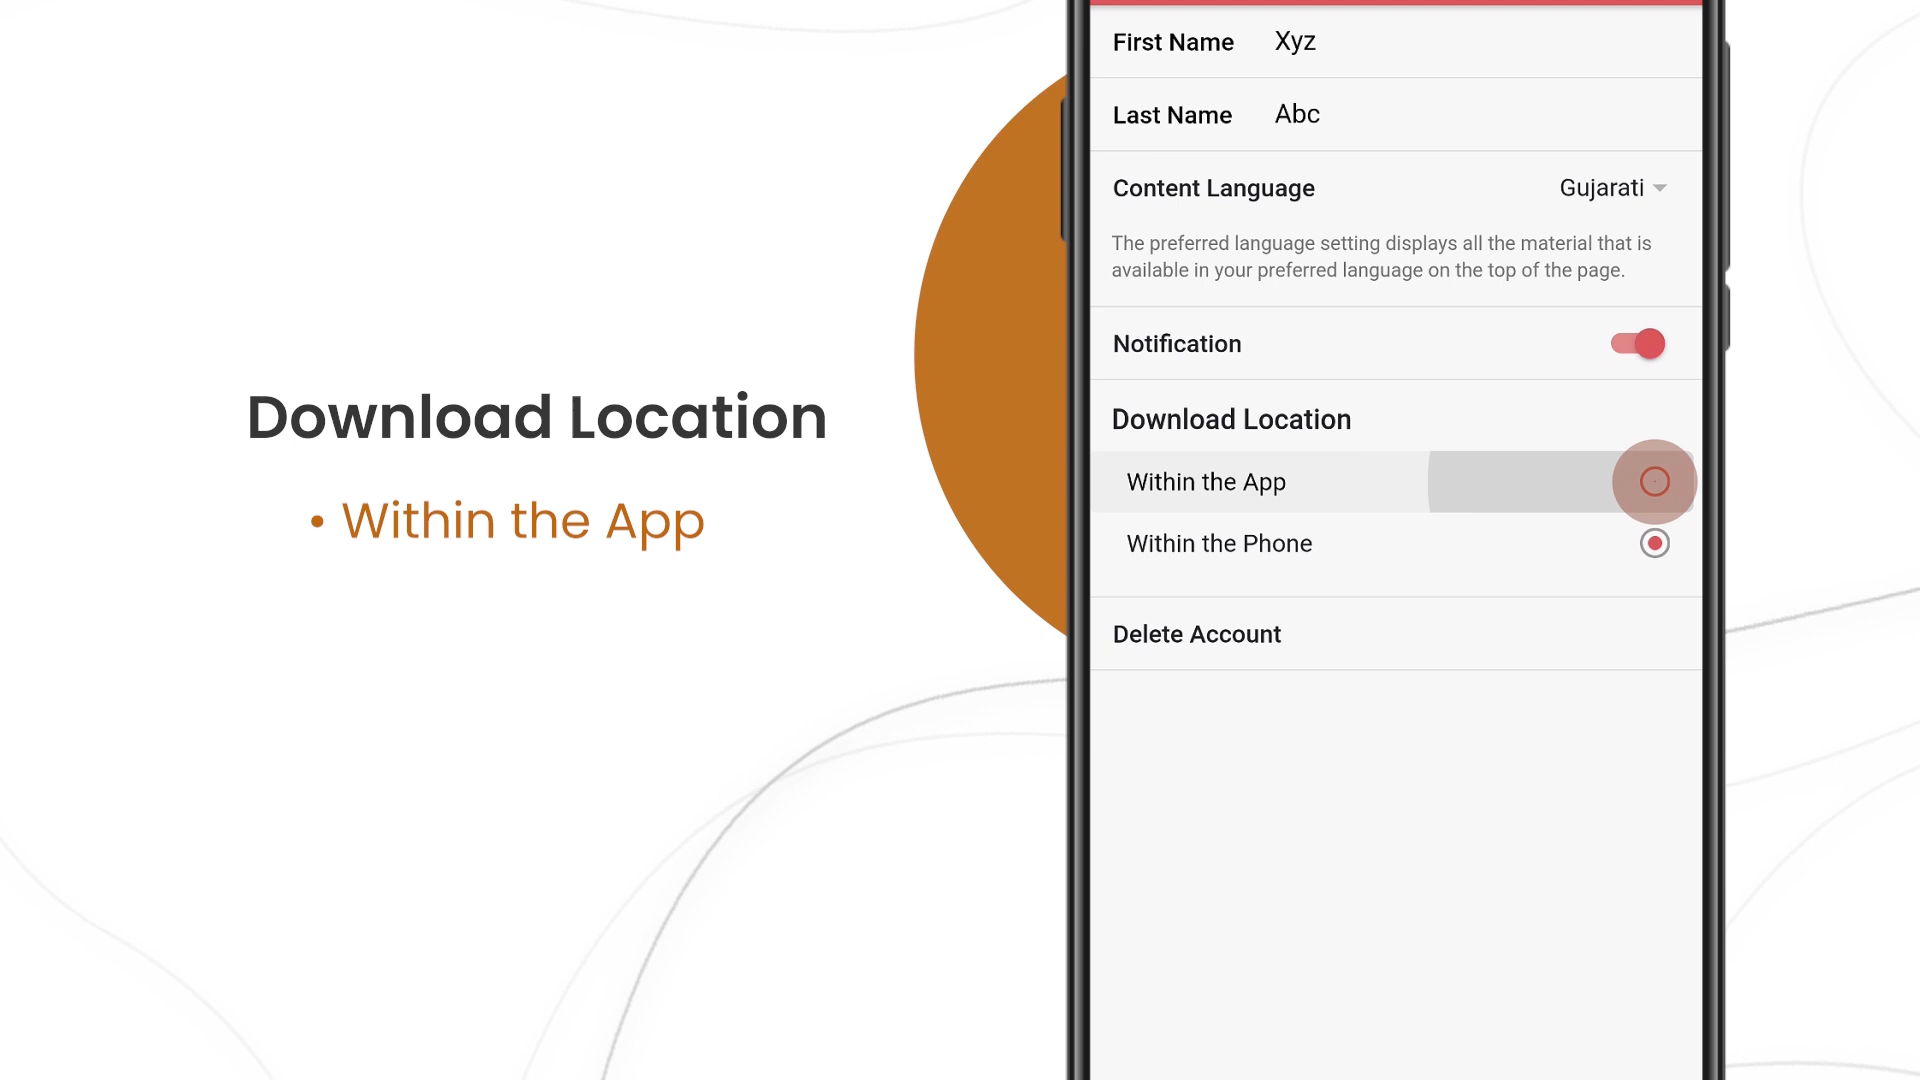 Download Location
• Within the App
First Name Xyz
Last Name Abc
Content Language Gujarati
The preferred language setting displays all the material that is
available in your preferred language on the top of the page.
Notification
Download Location
Within the App
Within the Phone
Delete Account